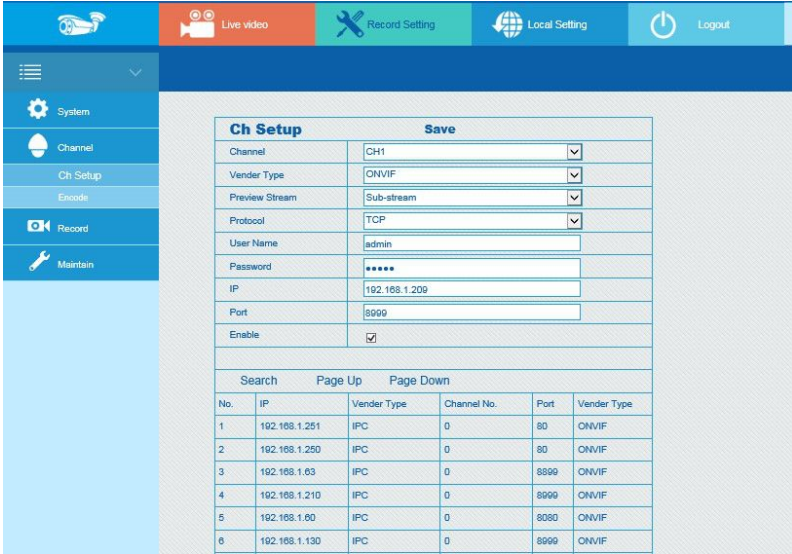 Live video
Record Setting
Local Setting
Logout
System
Channel
Ch Setup
Encode
Record
Maintain
Ch Setup Save
Channel CH1
Vender Type ONVIF
Preview Stream Sub-stream
Protocol TCP
User Name admin
Password •••••
IP 192.168.1.209
Port 8999
Enable
Search Page Up Page Down
No. IP Vender Type Channel No. Port Vender Type
1 192.168.1.251 IPC 0 80 ONVIF
2 192.168.1.250 IPC 0 80 ONVIF
3 192.168.1.63 IPC 0 8899 ONVIF
4 192.168.1.210 IPC 0 8999 ONVIF
5 192.168.1.60 IPC 0 8080 ONVIF
6 192.168.1.130 IPC 0 8999 ONVIF